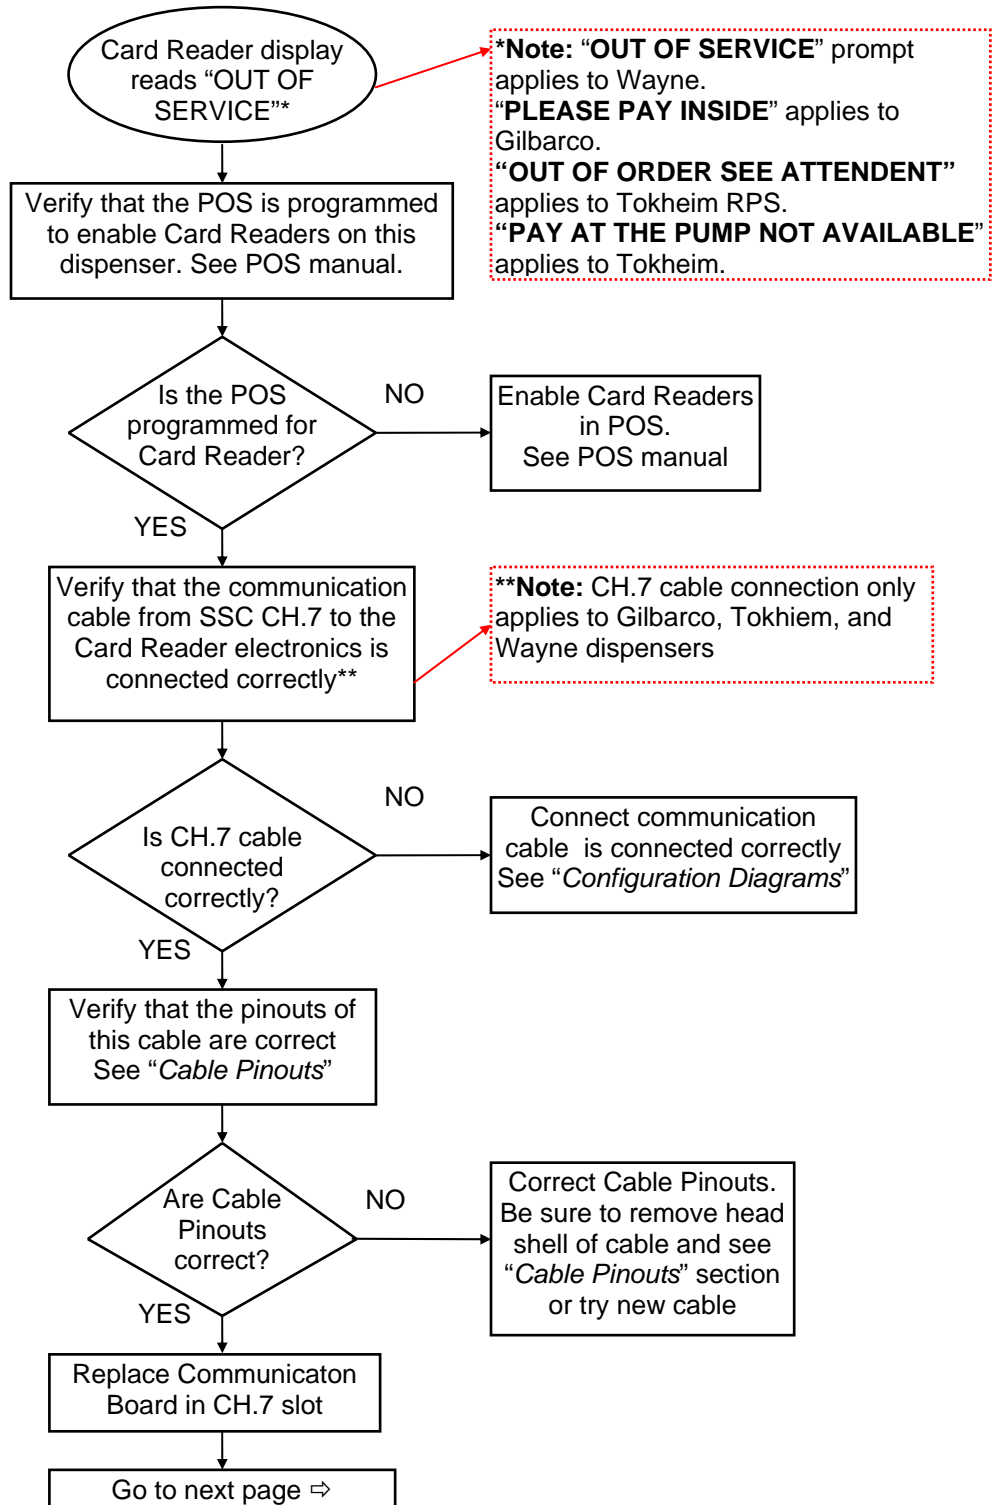 Card Reader display
reads “OUT OF
SERVICE”*
*Note: “OUT OF SERVICE” prompt
applies to Wayne.
“PLEASE PAY INSIDE” applies to
Gilbarco.
“OUT OF ORDER SEE ATTENDENT”
applies to Tokheim RPS.
“PAY AT THE PUMP NOT AVAILABLE”
applies to Tokheim.
Verify that the POS is programmed
to enable Card Readers on this
dispenser. See POS manual.
Is the POS
programmed for
Card Reader?
NO
Enable Card Readers
in POS.
See POS manual
YES
Verify that the communication
cable from SSC CH.7 to the
Card Reader electronics is
connected correctly**
**Note: CH.7 cable connection only
applies to Gilbarco, Tokhiem, and
Wayne dispensers
Is CH.7 cable
connected
correctly?
NO
Connect communication
cable is connected correctly
See “Configuration Diagrams”
YES
Verify that the pinouts of
this cable are correct
See “Cable Pinouts”
Are Cable
Pinouts
correct?
NO
Correct Cable Pinouts.
Be sure to remove head
shell of cable and see
“Cable Pinouts” section
or try new cable
YES
Replace Communicaton
Board in CH.7 slot
Go to next page ⇨